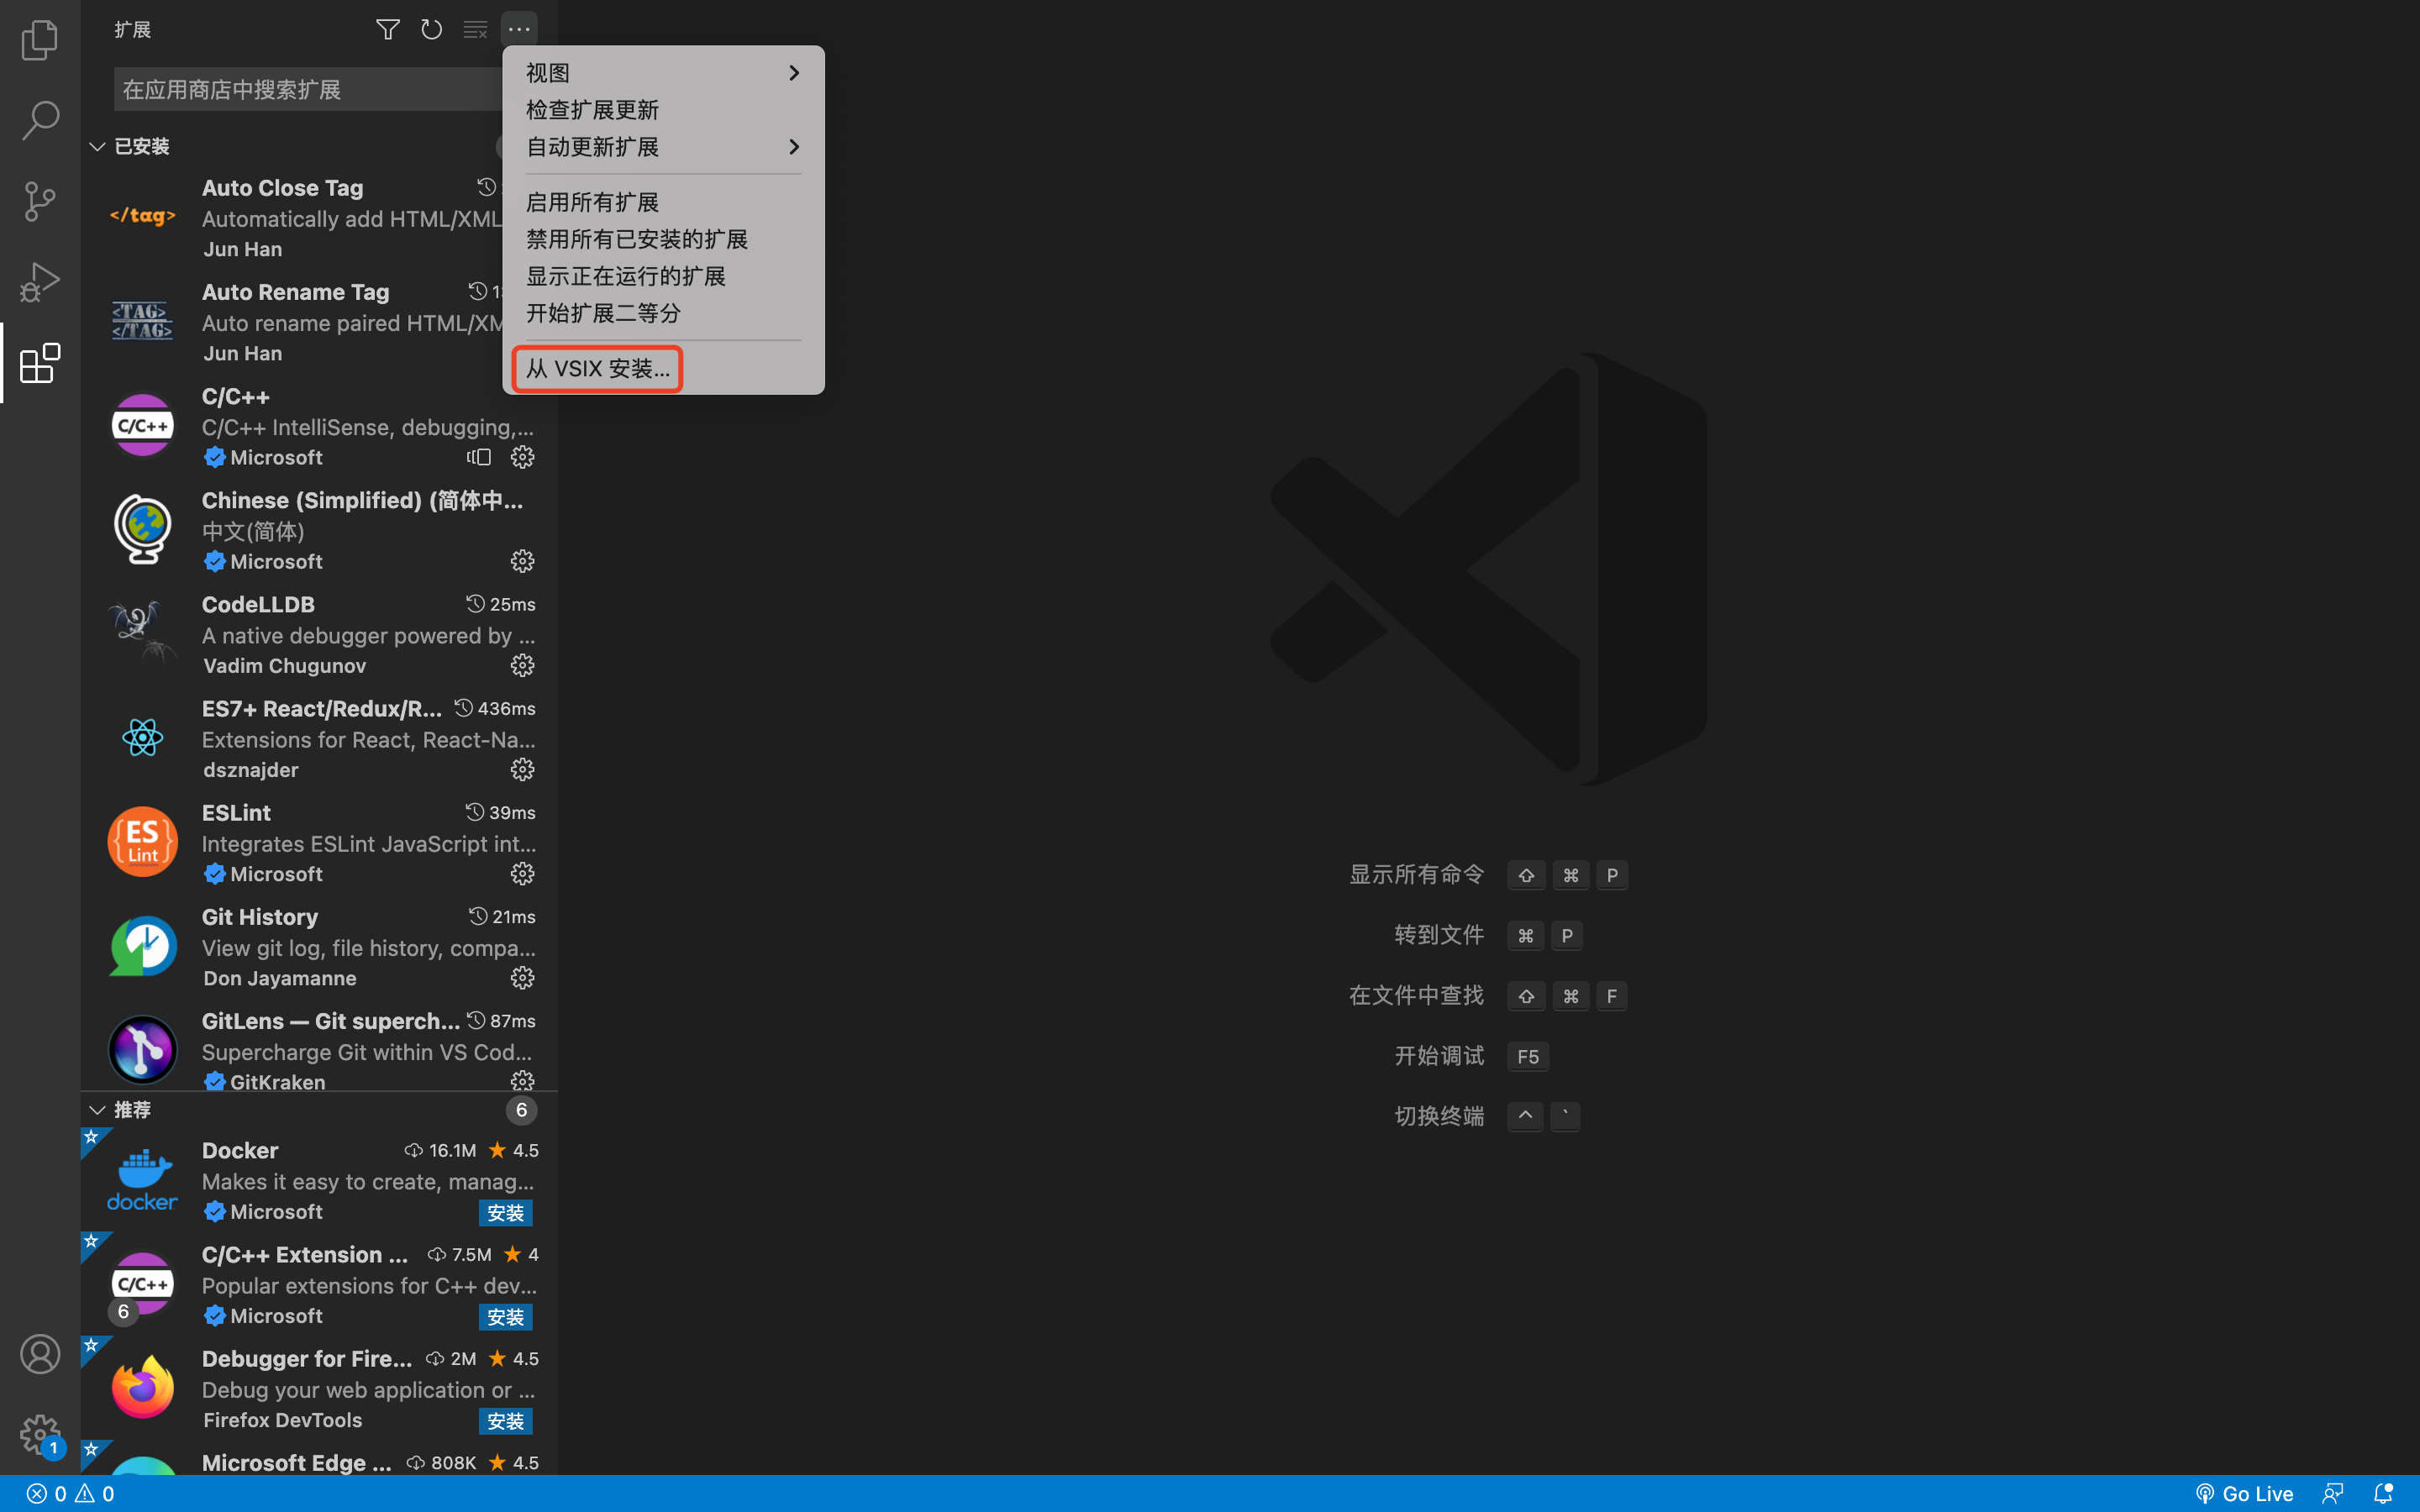 扩展
在应用商店中搜索扩展
视图
检查扩展更新
自动更新扩展
启用所有扩展
禁用所有已安装的扩展
显示正在运行的扩展
开始扩展二等分
从 VSIX 安装...
已安装
</tag>
Auto Close Tag
Automatically add HTML/XML
Jun Han
<TAG>
</TAG>
Auto Rename Tag
Auto rename paired HTML/XM
Jun Han
C/C++
C/C++
C/C++ IntelliSense, debugging,...
Microsoft
Chinese (Simplified) (简体中...
中文(简体)
Microsoft
CodeLLDB 25ms
A native debugger powered by ...
Vadim Chugunov
ES7+ React/Redux/R... 436ms
Extensions for React, React-Na...
dsznajder
{ES}
Lint
ESLint 39ms
Integrates ESLint JavaScript int...
Microsoft
Git History 21ms
View git log, file history, compa...
Don Jayamanne
GitLens — Git superch... 87ms
Supercharge Git within VS Cod...
GitKraken
推荐 6
docker
Docker 16.1M ★ 4.5
Makes it easy to create, manag...
Microsoft 安装
C/C++
6
C/C++ Extension ... 7.5M ★ 4
Popular extensions for C++ dev...
Microsoft 安装
Debugger for Fire... 2M ★ 4.5
Debug your web application or ...
Firefox DevTools 安装
Microsoft Edge ... 808K ★ 4.5
显示所有命令 ⇧ ⌘ P
转到文件 ⌘ P
在文件中查找 ⇧ ⌘ F
开始调试 F5
切换终端 ^ `
1
0 0
Go Live